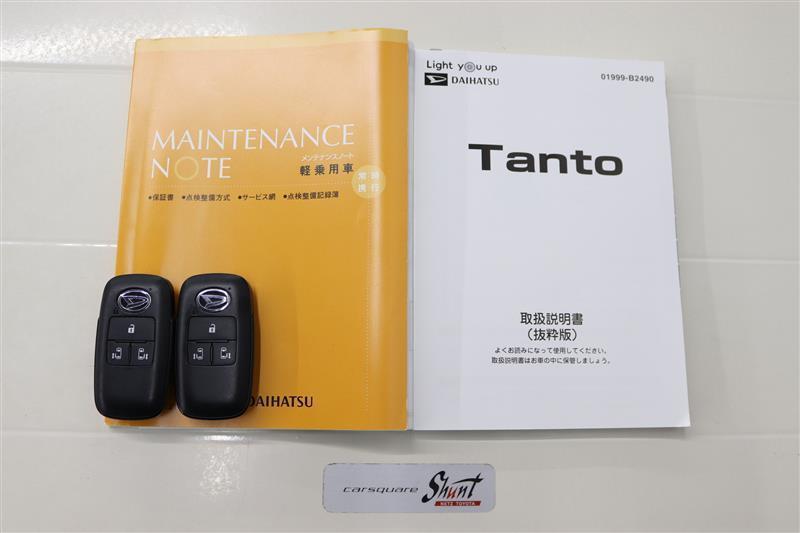 MAINTENANCE
NOTE
メンテナンスノート
軽乗用車
常時
携行
●保証書 ●点検整備方式 ●サービス網 ●点検整備記録簿
DAIHATSU
Light you up
DAIHATSU
01999-B2490
Tanto
取扱説明書
（抜粋版）
よくお読みになって使用してください。
取扱説明書はお車の中に保管しましょう。
carsquare Shunt
NETZ TOYOTA